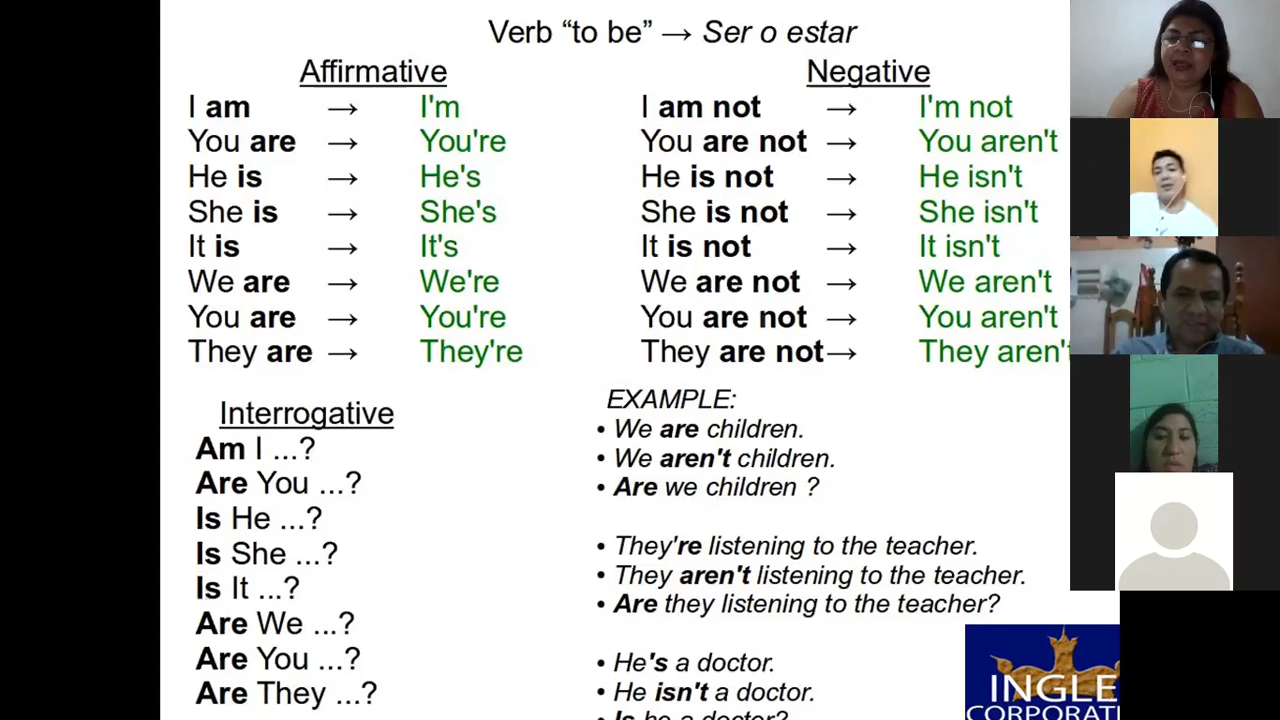 Verb “to be” → Ser o estar
Affirmative
I am → I'm
You are → You're
He is → He's
She is → She's
It is → It's
We are → We're
You are → You're
They are → They're
Negative
I am not → I'm not
You are not → You aren't
He is not → He isn't
She is not → She isn't
It is not → It isn't
We are not → We aren't
You are not → You aren't
They are not→ They aren't
Interrogative
Am I ...?
Are You ...?
Is He ...?
Is She ...?
Is It ...?
Are We ...?
Are You ...?
Are They ...?
EXAMPLE:
• We are children.
• We aren't children.
• Are we children ?
• They're listening to the teacher.
• They aren't listening to the teacher.
• Are they listening to the teacher?
• He's a doctor.
• He isn't a doctor.
• Is he a doctor?
INGLE
CORPORATI